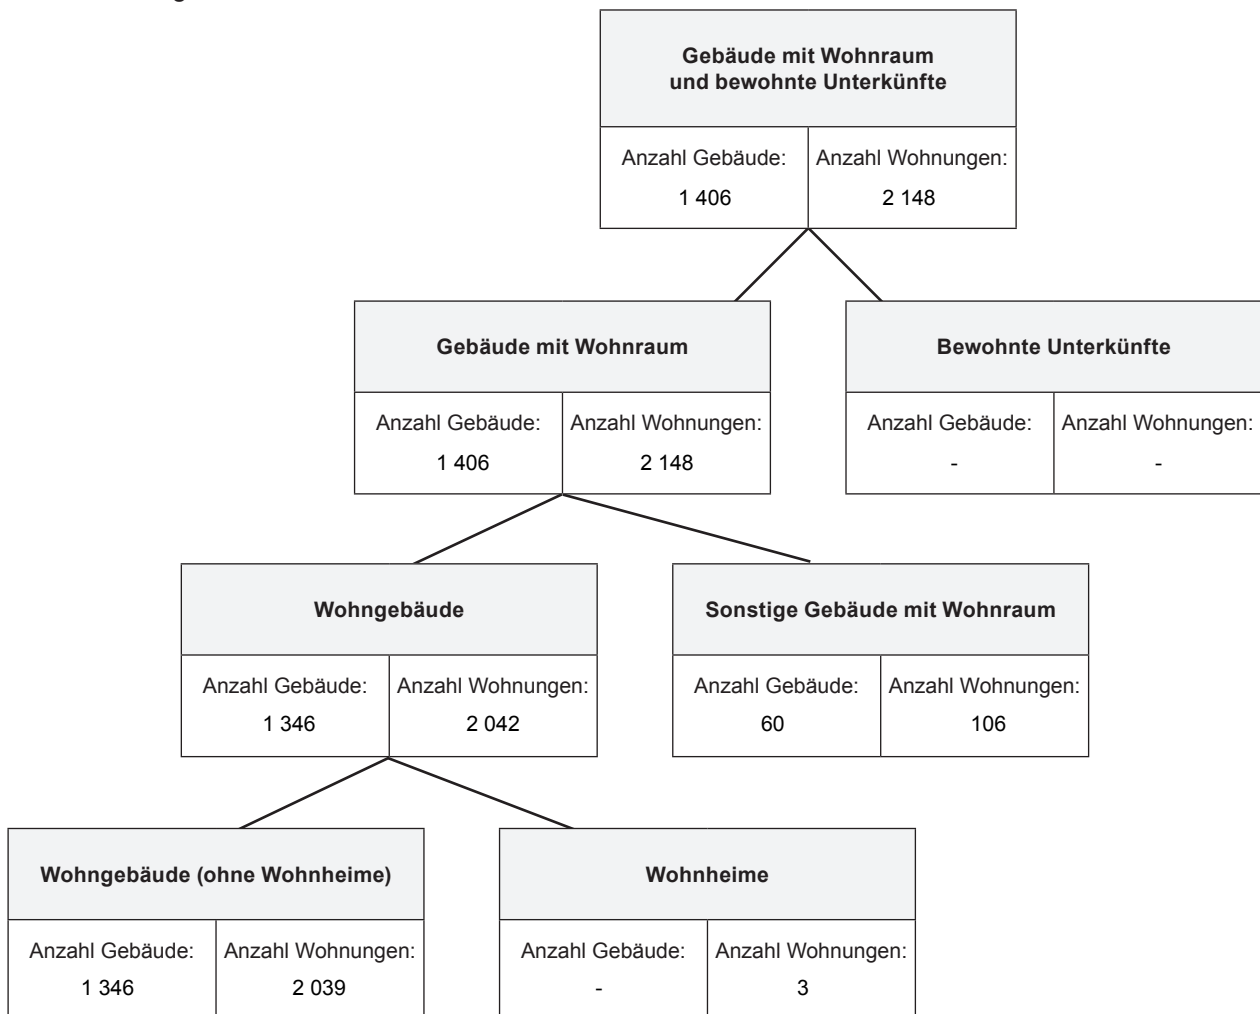 Gebäude mit Wohnraum
und bewohnte Unterkünfte
Anzahl Gebäude:
Anzahl Wohnungen:
1 406
2 148
Gebäude mit Wohnraum
Anzahl Gebäude:
Anzahl Wohnungen:
1 406
2 148
Bewohnte Unterkünfte
Anzahl Gebäude:
Anzahl Wohnungen:
-
-
Wohngebäude
Anzahl Gebäude:
Anzahl Wohnungen:
1 346
2 042
Sonstige Gebäude mit Wohnraum
Anzahl Gebäude:
Anzahl Wohnungen:
60
106
Wohngebäude (ohne Wohnheime)
Anzahl Gebäude:
Anzahl Wohnungen:
1 346
2 039
Wohnheime
Anzahl Gebäude:
Anzahl Wohnungen:
-
3